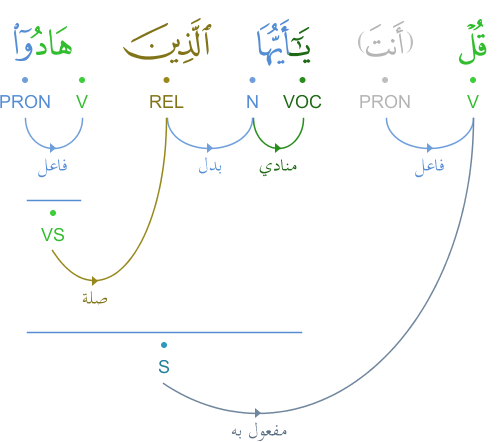 قُلْ (أَنتَ) يَـٰٓأَيُّهَا ٱلَّذِينَ هَادُوٓا۟
V PRON VOC N REL V PRON
فاعل منادي بدل فاعل
VS
صلة
S
مفعول به